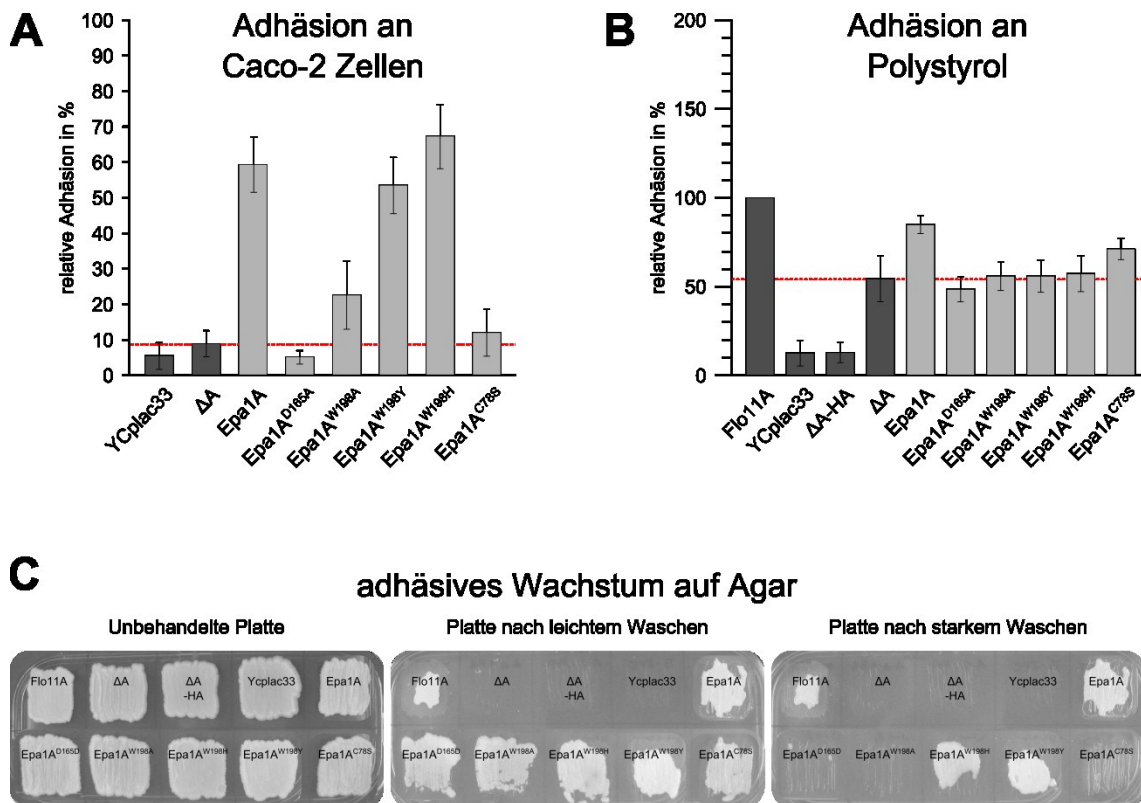 A
Adhäsion an
Caco-2 Zellen
relative Adhäsion in %
100
90
80
70
60
50
40
30
20
10
0
YCplac33
ΔA
Epa1A
Epa1A^D165A
Epa1A^W198A
Epa1A^W198Y
Epa1A^W198H
Epa1A^C78S
B
Adhäsion an
Polystyrol
relative Adhäsion in %
200
150
100
50
0
Flo11A
YCplac33
ΔA-HA
ΔA
Epa1A
Epa1A^D165A
Epa1A^W198A
Epa1A^W198Y
Epa1A^W198H
Epa1A^C78S
C
adhäsives Wachstum auf Agar
Unbehandelte Platte
Flo11A ΔA ΔA Ycplac33 Epa1A
-HA
Epa1A^D165D Epa1A^W198A Epa1A^W198H Epa1A^W198Y Epa1A^C78S
Platte nach leichtem Waschen
Flo11A ΔA ΔA Ycplac33 Epa1A
-HA
Epa1A^D165D Epa1A^W198A Epa1A^W198H Epa1A^W198Y Epa1A^C78S
Platte nach starkem Waschen
Flo11A ΔA ΔA Ycplac33 Epa1A
-HA
Epa1A^D165D Epa1A^W198A Epa1A^W198H Epa1A^W198Y Epa1A^C78S